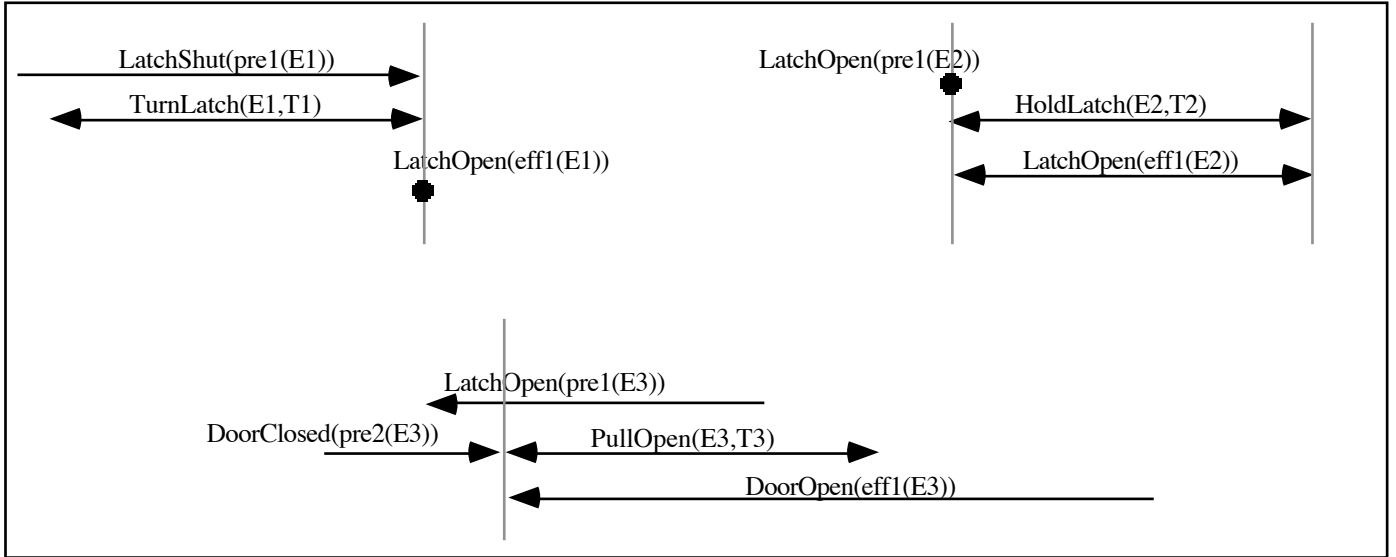 LatchShut(pre1(E1))
TurnLatch(E1,T1)
LatchOpen(eff1(E1))
LatchOpen(pre1(E2))
HoldLatch(E2,T2)
LatchOpen(eff1(E2))
LatchOpen(pre1(E3))
DoorClosed(pre2(E3))
PullOpen(E3,T3)
DoorOpen(eff1(E3))